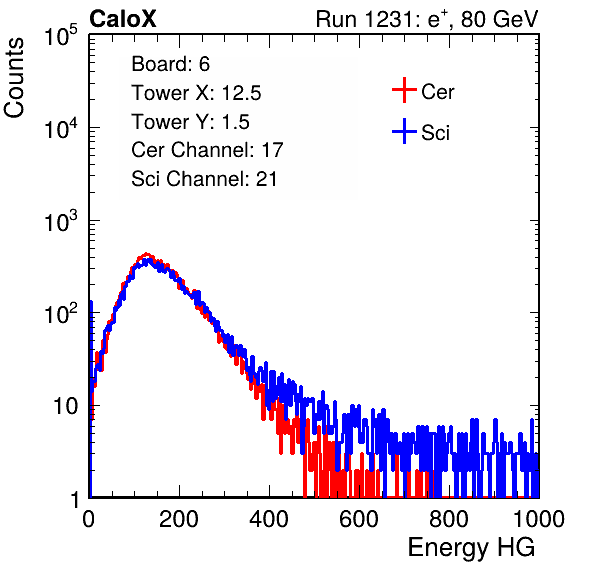 CaloX Run 1231: e⁺, 80 GeV
Counts
10⁵
10⁴
10³
10²
10
1
Board: 6
Tower X: 12.5
Tower Y: 1.5
Cer Channel: 17
Sci Channel: 21
Cer
Sci
0 200 400 600 800 1000
Energy HG